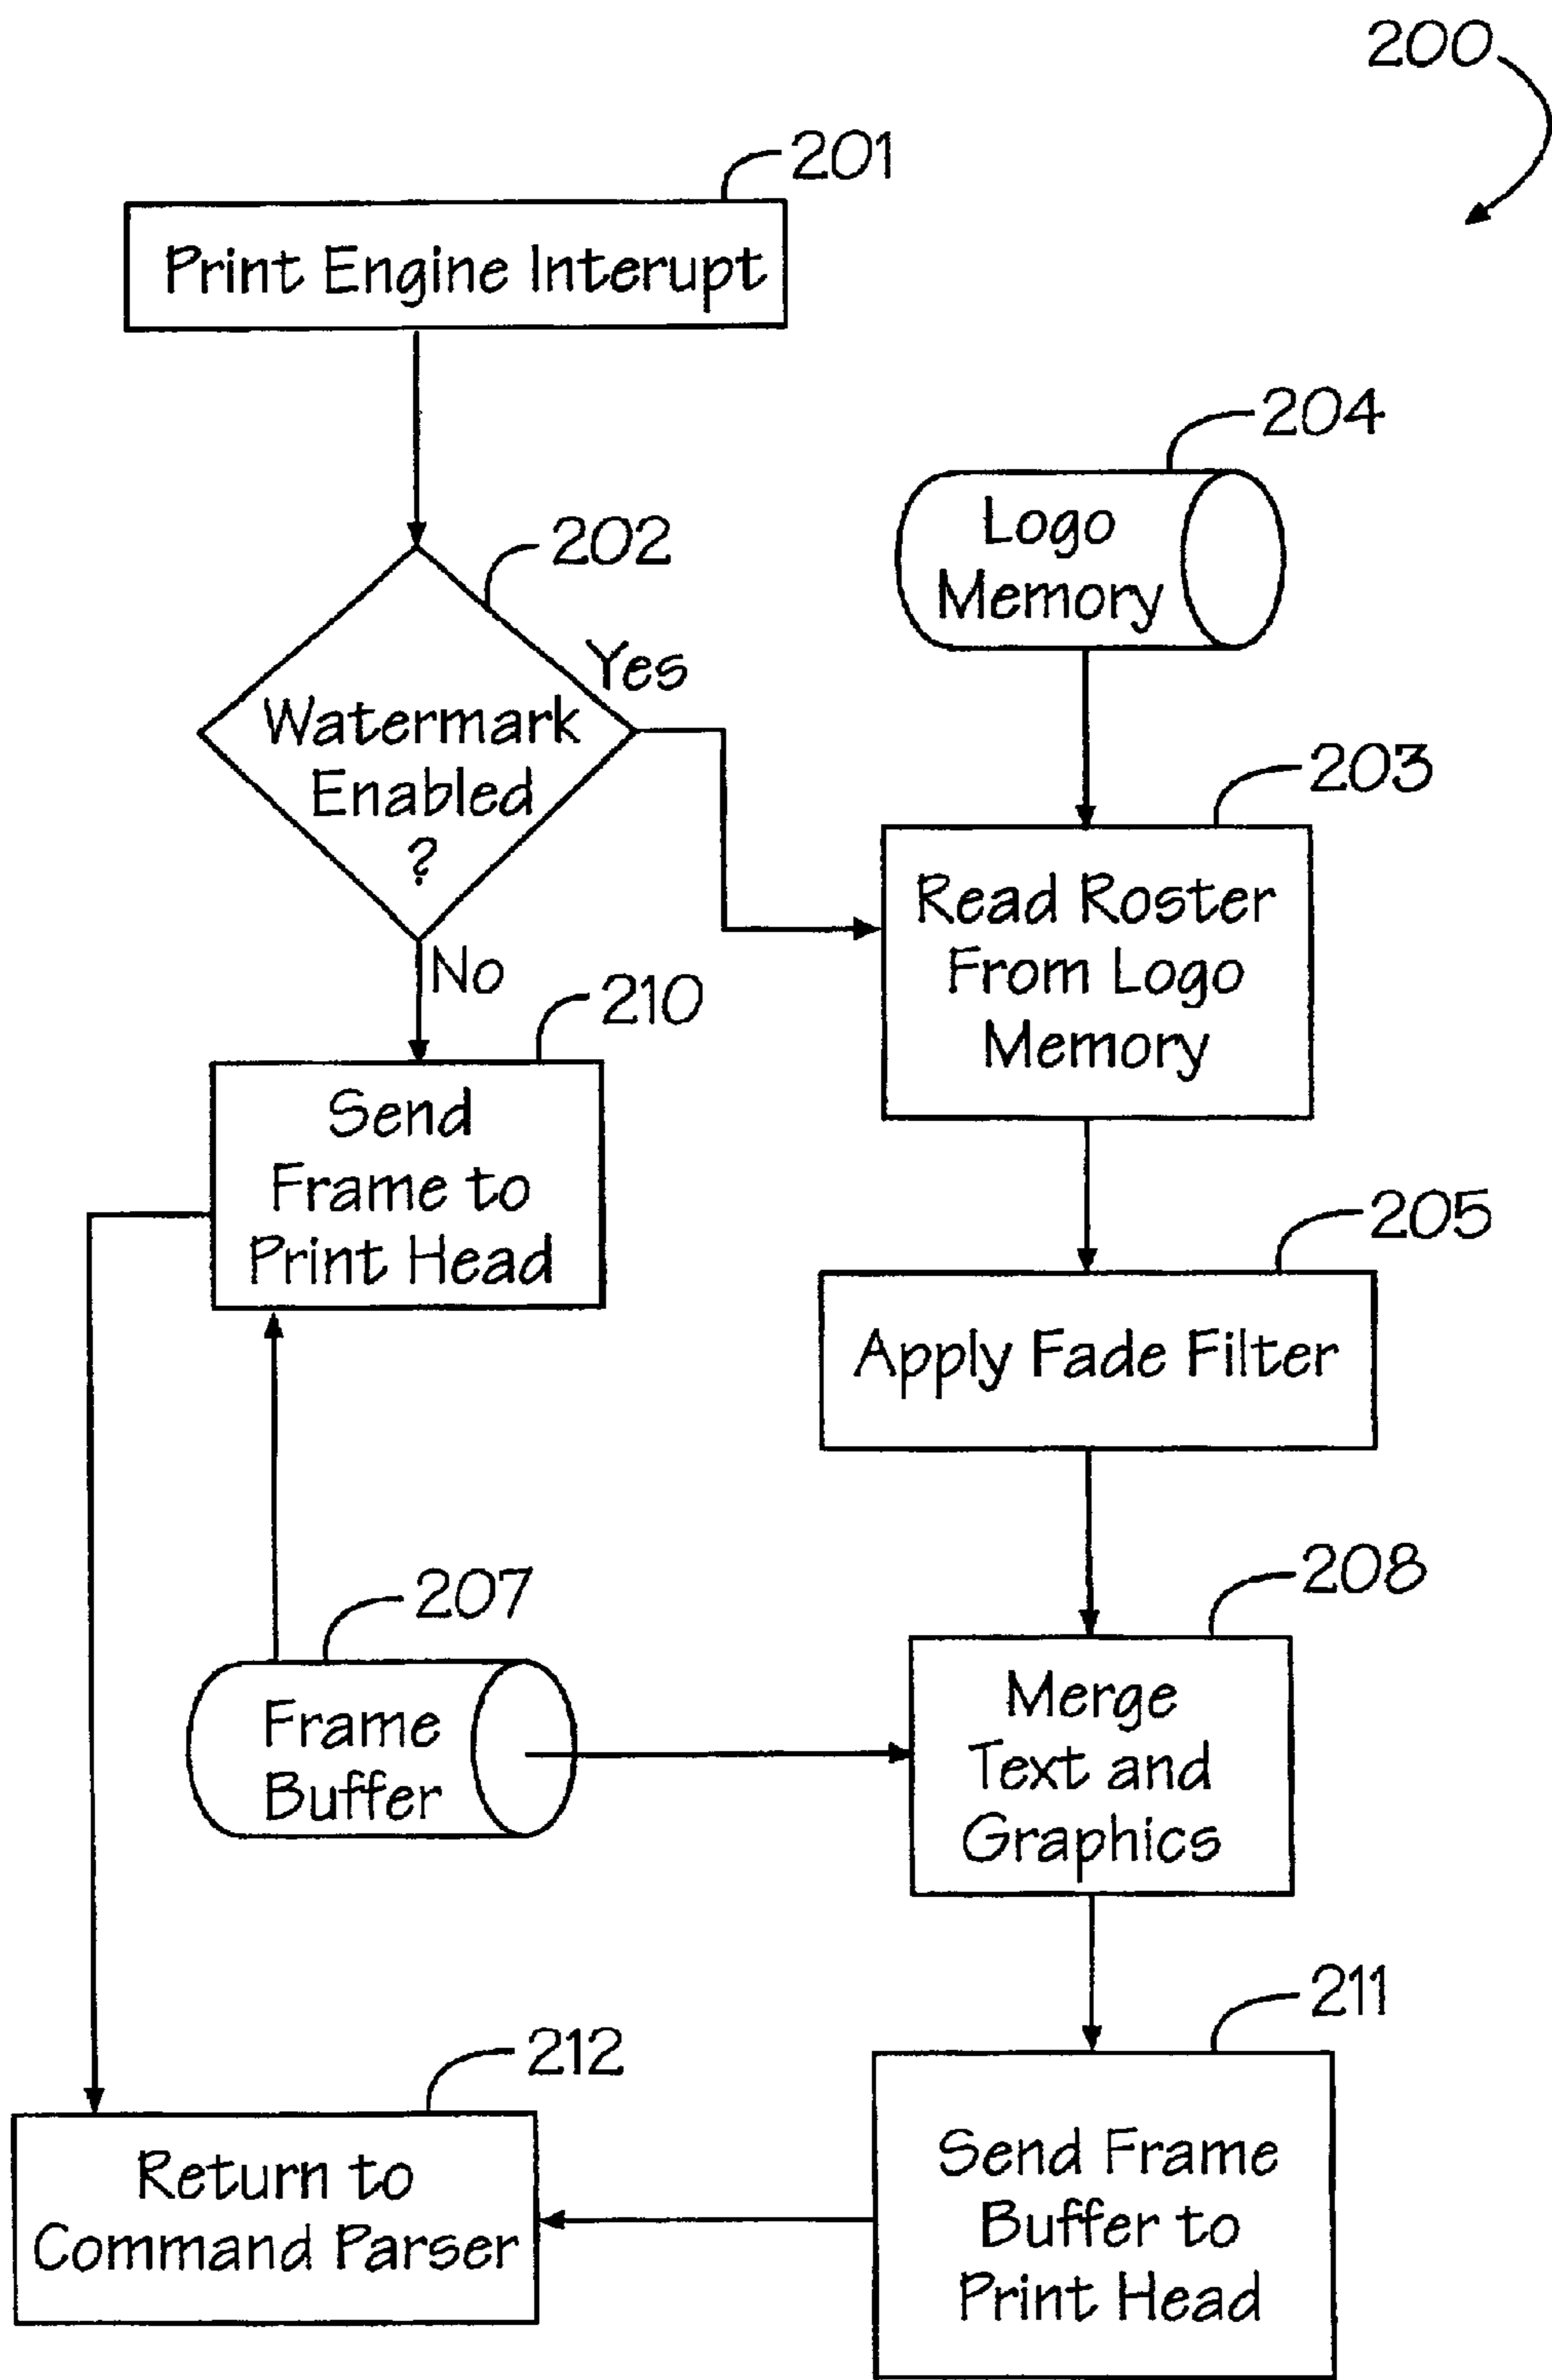 200
201
Print Engine Interupt
204
Logo
Memory
202
Yes
Watermark
Enabled
?
No
203
Read Roster
From Logo
Memory
210
Send
Frame to
Print Head
205
Apply Fade Filter
207
Frame
Buffer
208
Merge
Text and
Graphics
211
Send Frame
Buffer to
Print Head
212
Return to
Command Parser